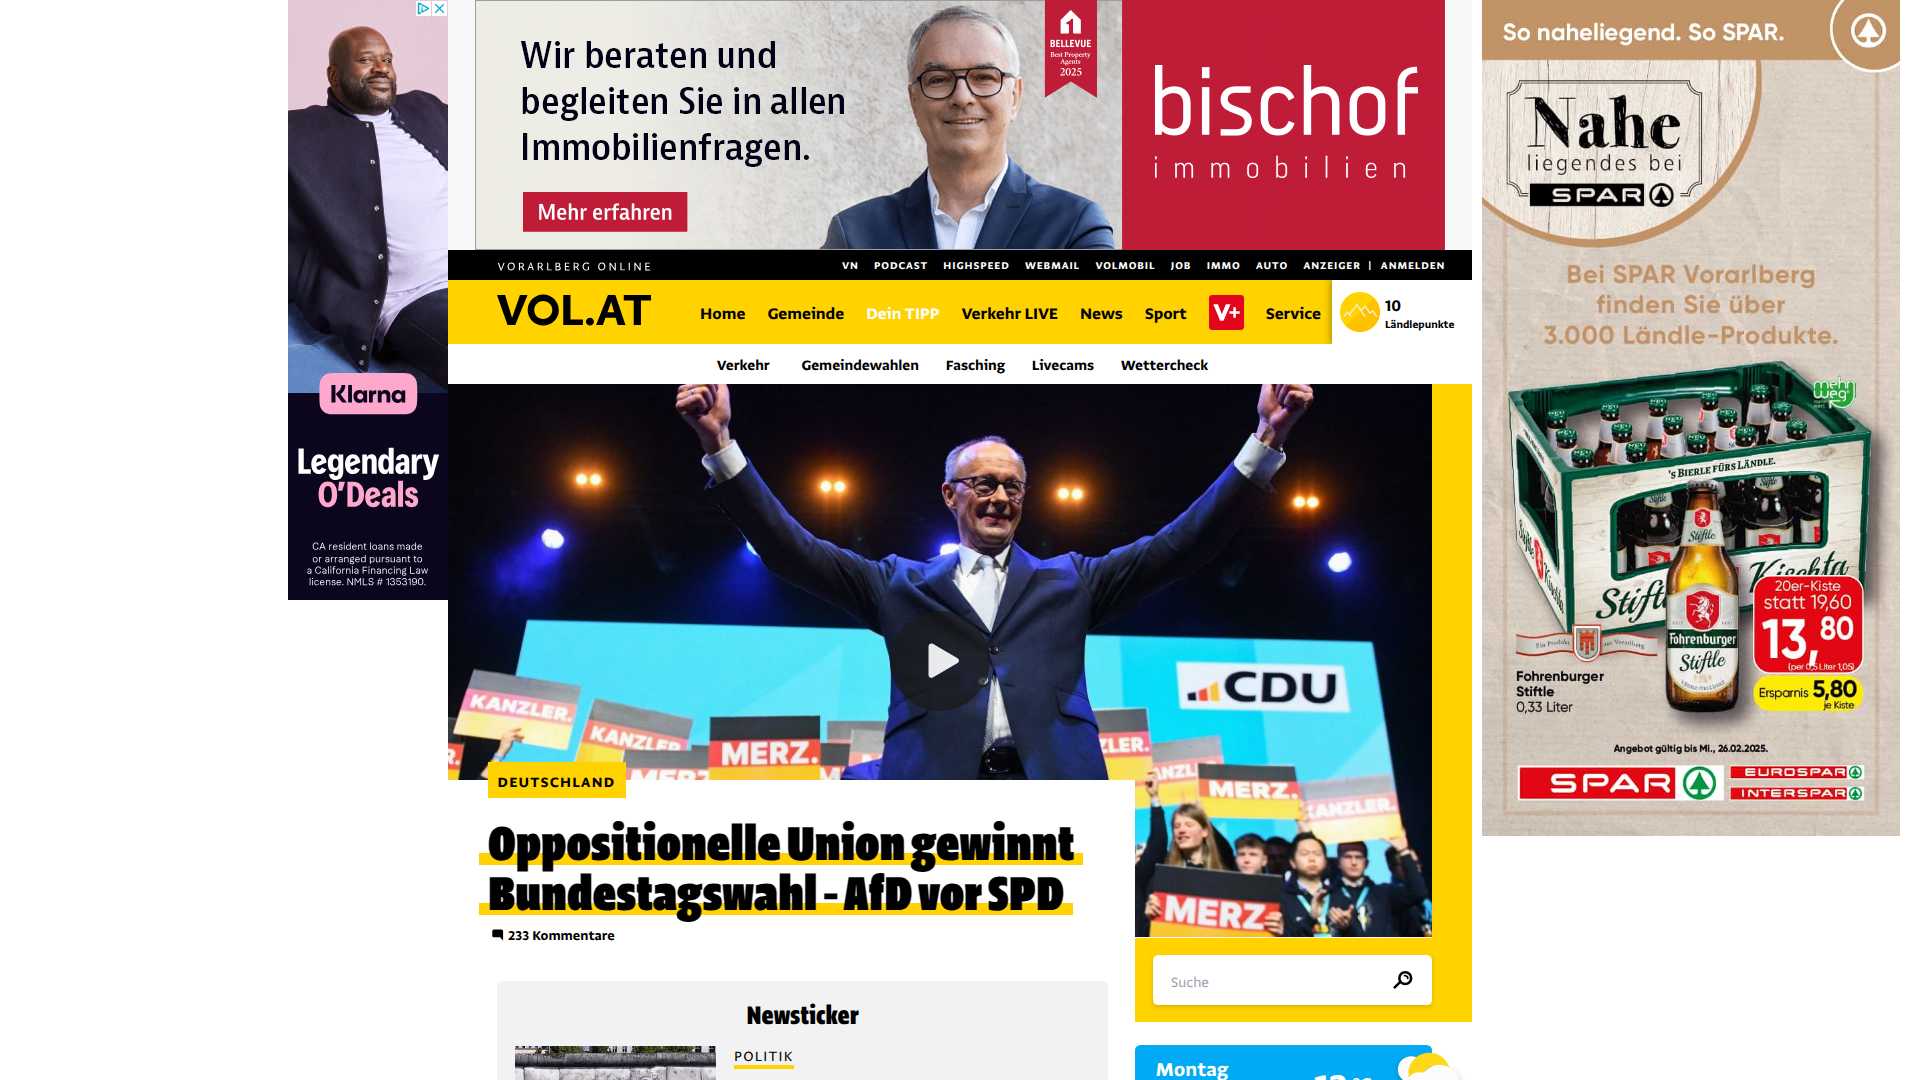 Wir beraten und
begleiten Sie in allen
Immobilienfragen.
Mehr erfahren
BELLEVUE
Best Property
Agents
2025
bischof
immobilien
So naheliegend. So SPAR.
Nahe
liegendes bei
SPAR
Bei SPAR Vorarlberg
finden Sie über
3.000 Ländle-Produkte.
mehr
weg
's BIERLE FÜRS LÄNDLE.
Stiftle
Fohrenburger
Stiftle
20er-Kiste
statt 19,60
13,80
(per 0,5 Liter 1,05)
Ersparnis 5,80
je Kiste
Fohrenburger
Stiftle
0,33 Liter
Angebot gültig bis Mi., 26.02.2025.
SPAR
EUROSPAR
INTERSPAR
Klarna
Legendary
O'Deals
CA resident loans made
or arranged pursuant to
a California Financing Law
license. NMLS # 1353190.
VORARLBERG ONLINE
VN PODCAST HIGHSPEED WEBMAIL VOLMOBIL JOB IMMO AUTO ANZEIGER | ANMELDEN
VOL.AT
Home Gemeinde Dein TIPP Verkehr LIVE News Sport V+ Service
10
Ländlepunkte
Verkehr Gemeindewahlen Fasching Livecams Wettercheck
CDU
KANZLER.
KANZLER
MERZ.
MERZ.
KANZLER.
MERZ.
DEUTSCHLAND
Oppositionelle Union gewinnt
Bundestagswahl - AfD vor SPD
233 Kommentare
Suche
Newsticker
POLITIK
Montag